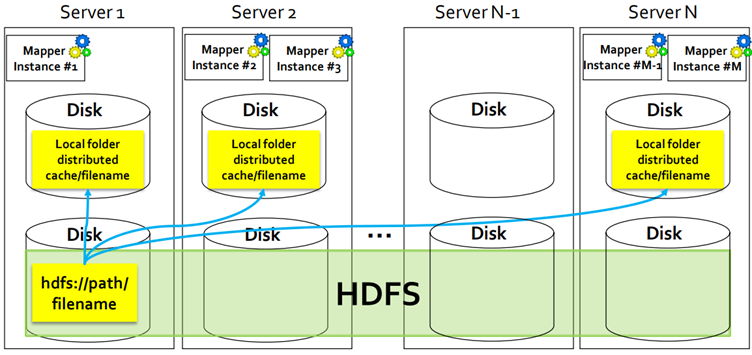 Server 1
Server 2
Server N-1
Server N
Mapper
Instance #1
Mapper
Instance #2
Mapper
Instance #3
Mapper
Instance #M-1
Mapper
Instance #M
Disk
Disk
Disk
Disk
Local folder
distributed
cache/filename
Local folder
distributed
cache/filename
Local folder
distributed
cache/filename
Disk
Disk
...
Disk
Disk
hdfs://path/
filename
HDFS